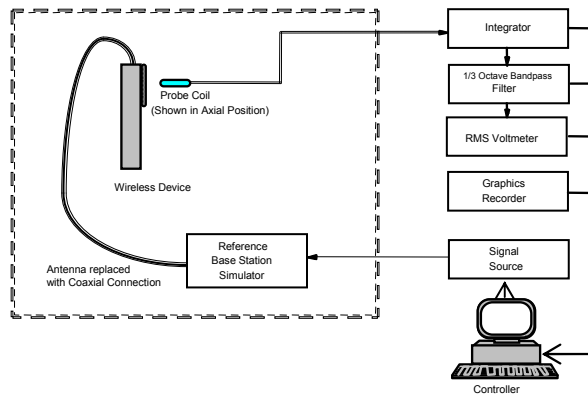 Integrator
1/3 Octave Bandpass
Filter
RMS Voltmeter
Graphics
Recorder
Signal
Source
Controller
Probe Coil
(Shown in Axial Position)
Wireless Device
Reference
Base Station
Simulator
Antenna replaced
with Coaxial Connection